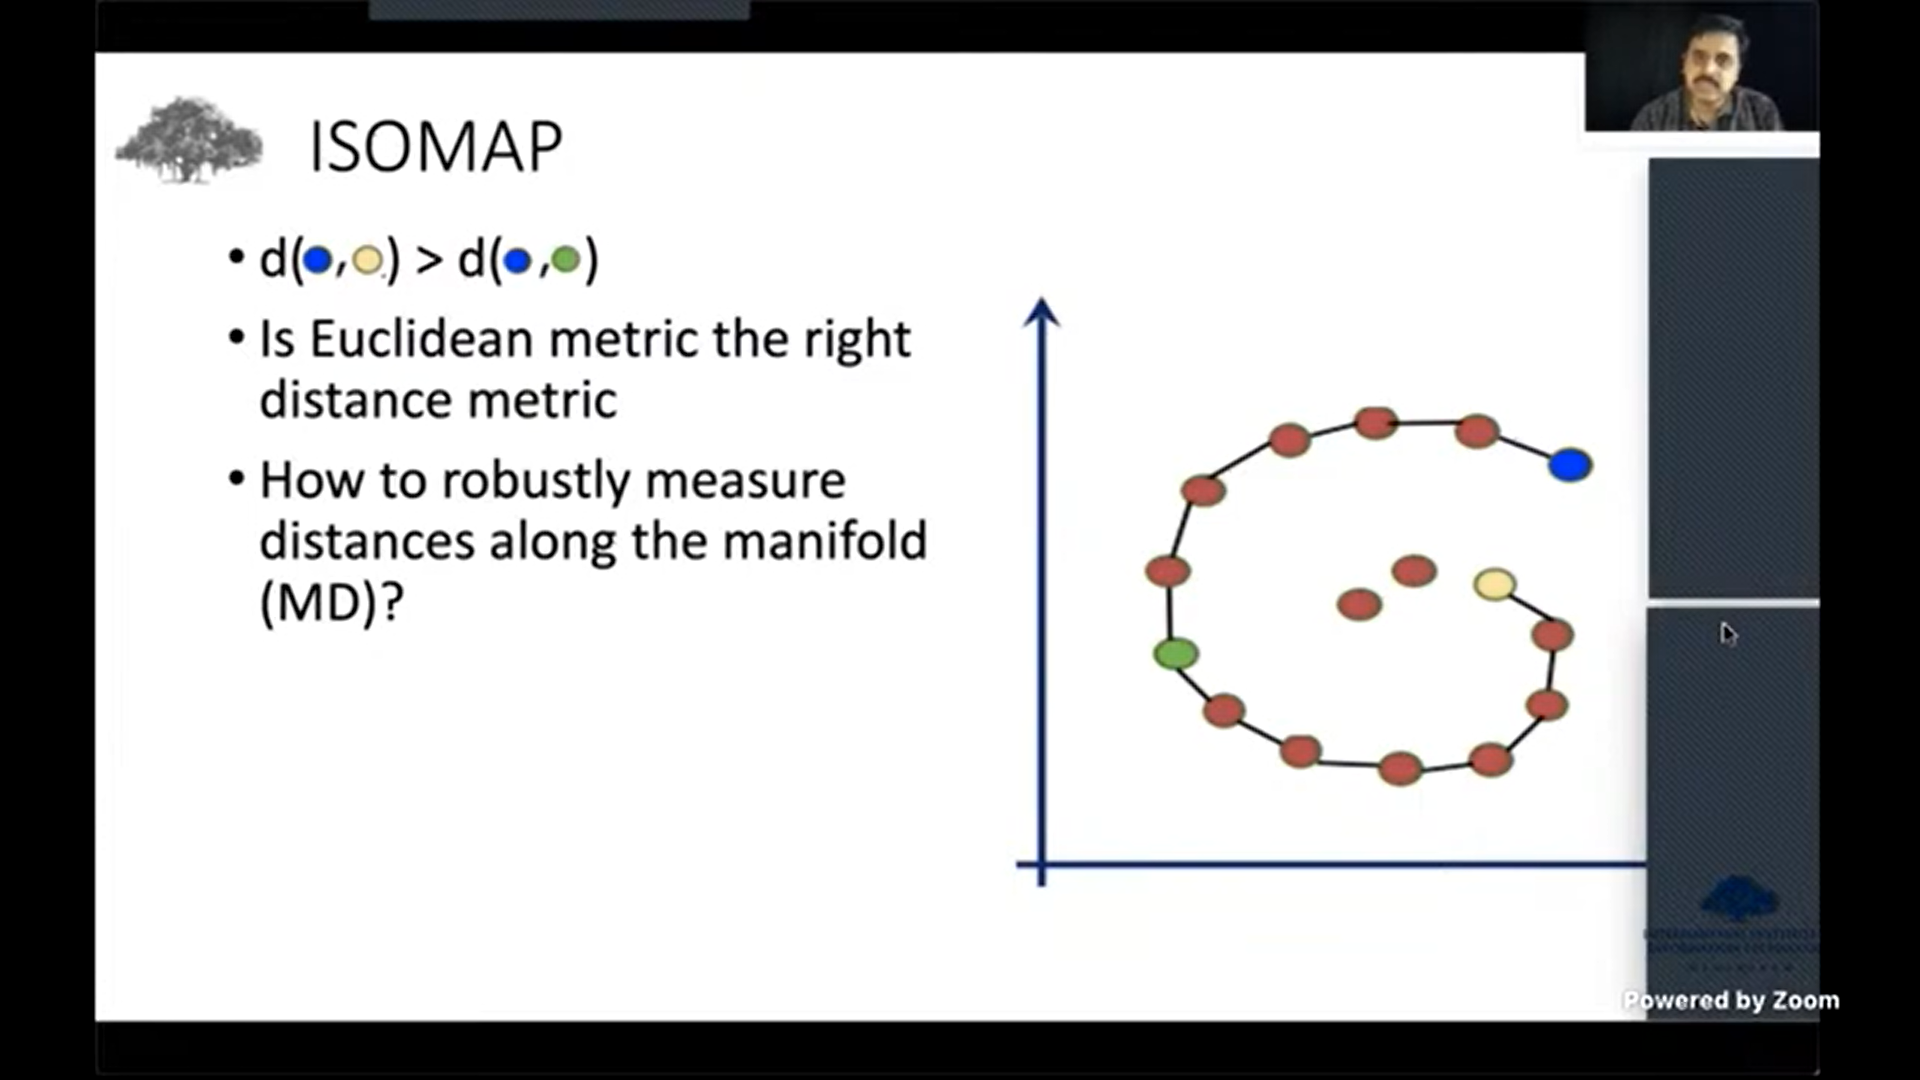 ISOMAP
• d( , ) > d( , )
• Is Euclidean metric the right
distance metric
• How to robustly measure
distances along the manifold
(MD)?
Powered by Zoom